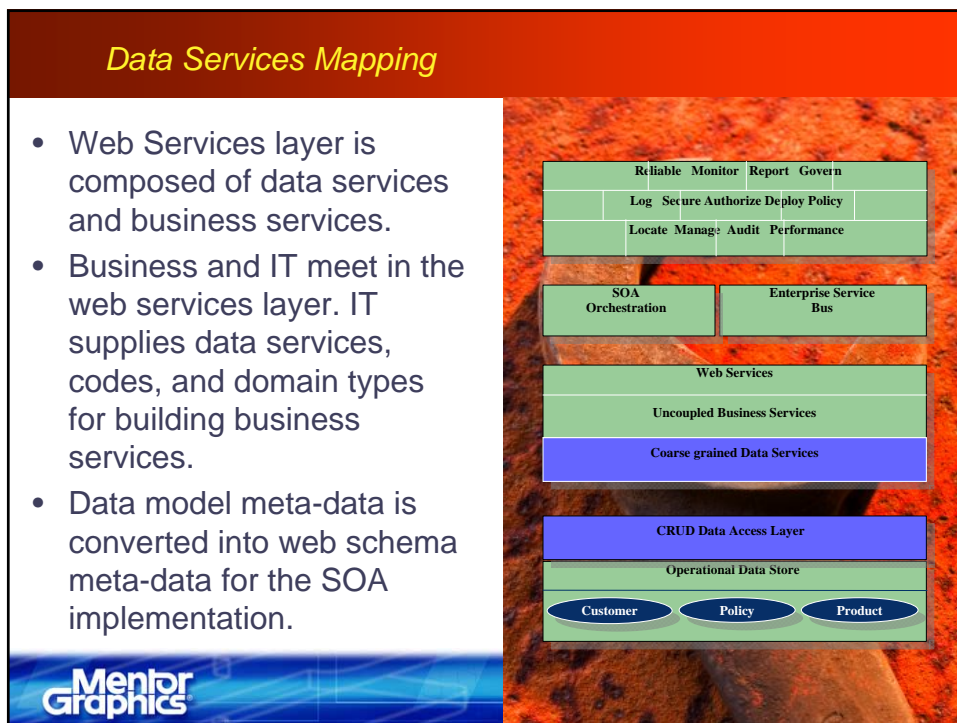 Data Services Mapping
• Web Services layer is
composed of data services
and business services.
• Business and IT meet in the
web services layer. IT
supplies data services,
codes, and domain types
for building business
services.
• Data model meta-data is
converted into web schema
meta-data for the SOA
implementation.
Reliable Monitor Report Govern
Log Secure Authorize Deploy Policy
Locate Manage Audit Performance
SOA
Orchestration
Enterprise Service
Bus
Web Services
Uncoupled Business Services
Coarse grained Data Services
CRUD Data Access Layer
Operational Data Store
Customer
Policy
Product
Mentor
Graphics